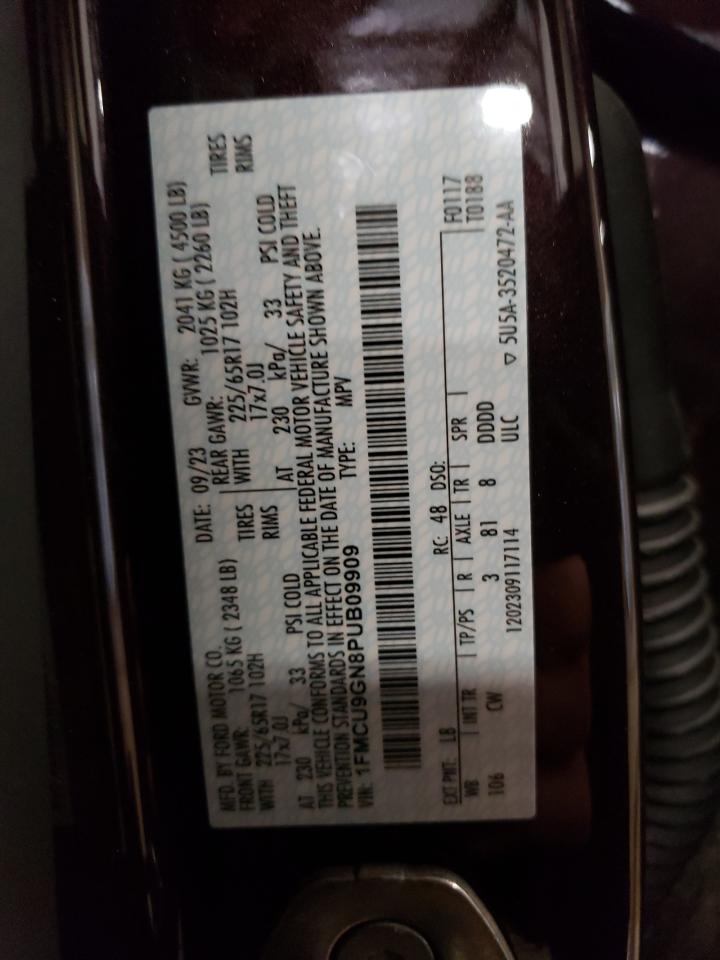 MFD. BY FORD MOTOR CO. DATE: 09/23 GVWR: 2041 KG ( 4500 LB)
FRONT GAWR: 1065 KG ( 2348 LB) REAR GAWR: 1025 KG ( 2260 LB)
WITH 225/65R17 102H TIRES WITH 225/65R17 102H TIRES
17x7.0J RIMS 17x7.0J RIMS
AT 230 kPa/ 33 PSI COLD AT 230 kPa/ 33 PSI COLD
THIS VEHICLE CONFORMS TO ALL APPLICABLE FEDERAL MOTOR VEHICLE SAFETY AND THEFT
PREVENTION STANDARDS IN EFFECT ON THE DATE OF MANUFACTURE SHOWN ABOVE.
VIN: 1FMCU9GN8PUB09909 TYPE: MPV
EXT PNT: LB RC: 48 DSO: F0117
WB INT TR TP/PS R AXLE TR SPR T01B8
106 CW 3 81 8 DDDD
1202309117114 ULC ▽ 5U5A-3520472-AA